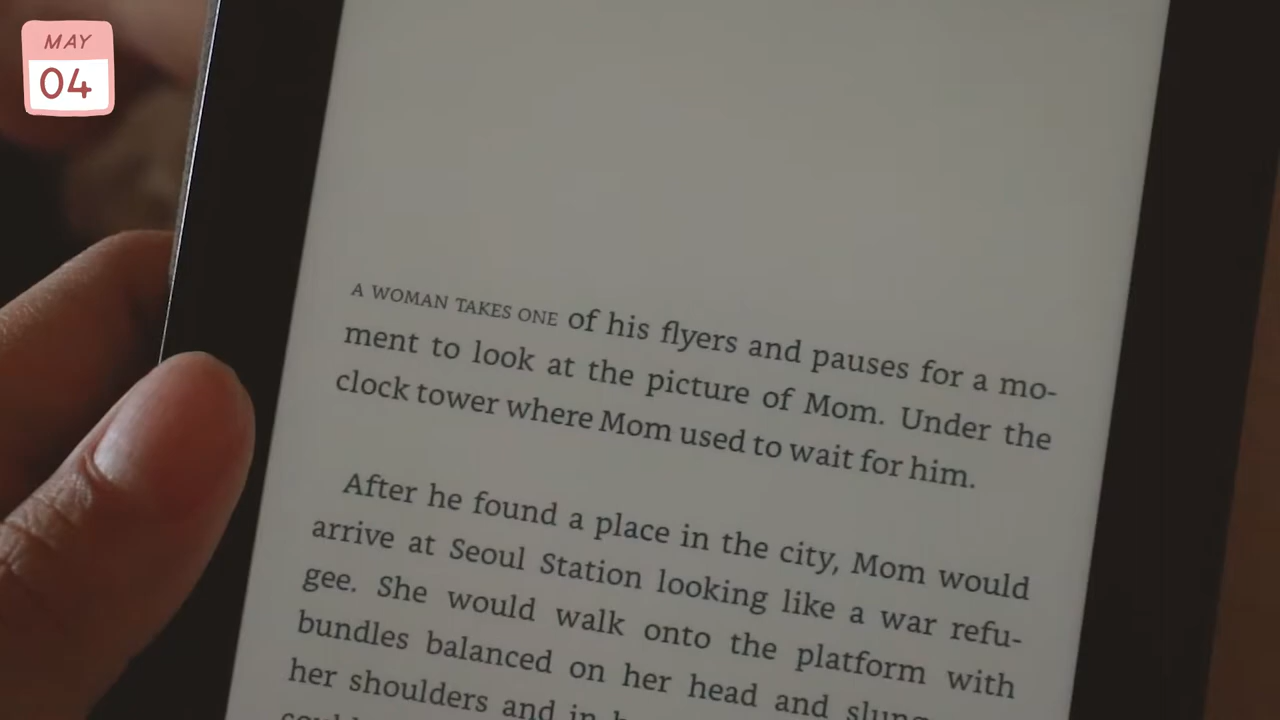 MAY
04
A WOMAN TAKES ONE of his flyers and pauses for a mo-
ment to look at the picture of Mom. Under the
clock tower where Mom used to wait for him.
After he found a place in the city, Mom would
arrive at Seoul Station looking like a war refu-
gee. She would walk onto the platform with
bundles balanced on her head and slung
her shoulders and in